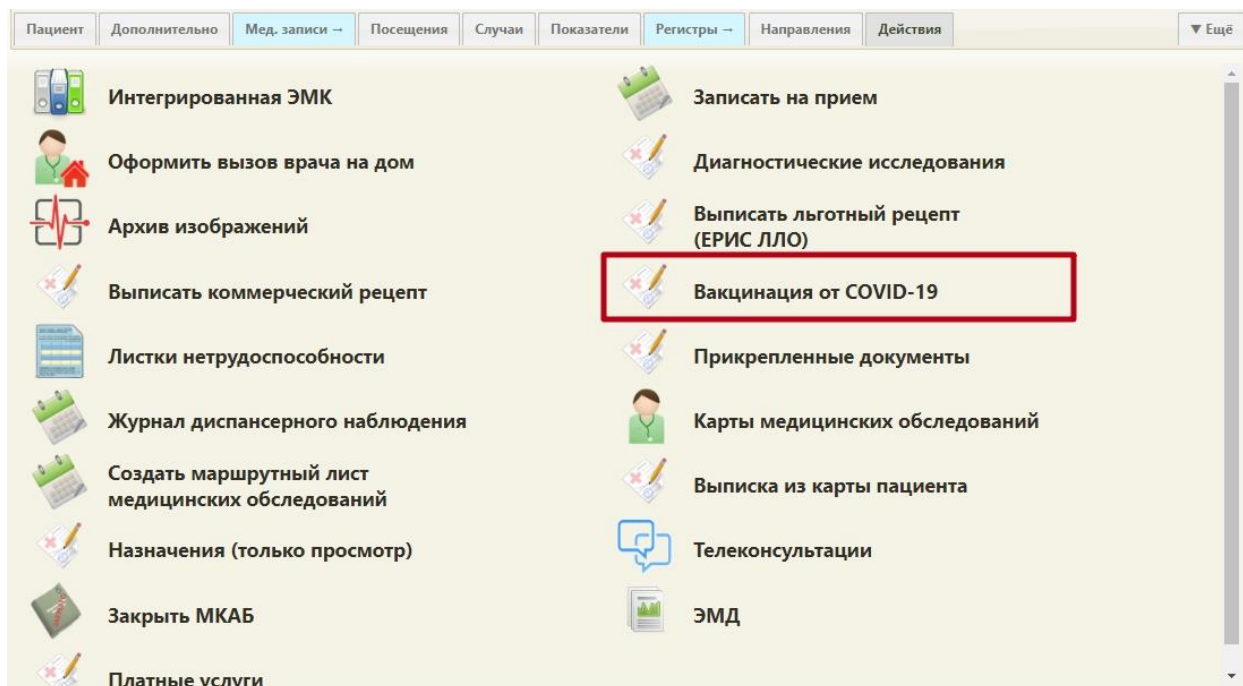 Пациент Дополнительно Мед. записи → Посещения Случаи Показатели Регистры → Направления Действия ▼ Ещё
Интегрированная ЭМК
Записать на прием
Оформить вызов врача на дом
Диагностические исследования
Архив изображений
Выписать льготный рецепт
(ЕРИС ЛЛО)
Выписать коммерческий рецепт
Вакцинация от COVID-19
Листки нетрудоспособности
Прикрепленные документы
Журнал диспансерного наблюдения
Карты медицинских обследований
Создать маршрутный лист
медицинских обследований
Выписка из карты пациента
Назначения (только просмотр)
Телеконсультации
Закрыть МКАБ
ЭМД
Платные услуги